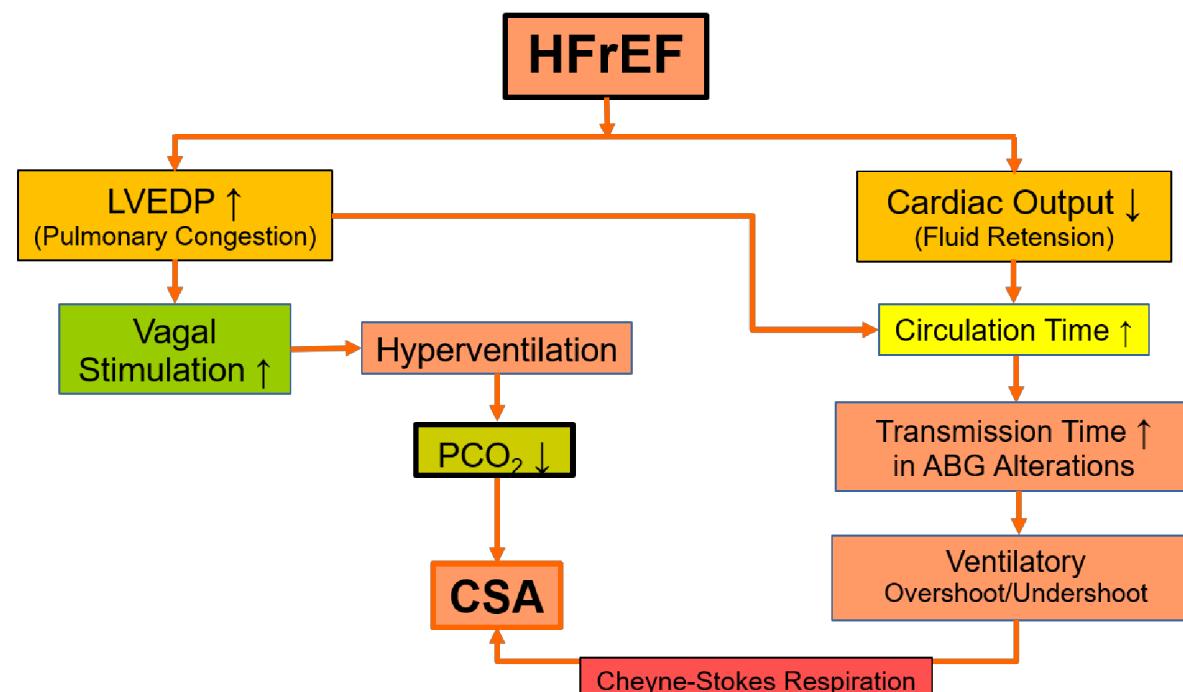 HFrEF
LVEDP ↑
(Pulmonary Congestion)
Cardiac Output ↓
(Fluid Retension)
Vagal
Stimulation ↑
Hyperventilation
Circulation Time ↑
PCO₂ ↓
Transmission Time ↑
in ABG Alterations
CSA
Ventilatory
Overshoot/Undershoot
Cheyne-Stokes Respiration